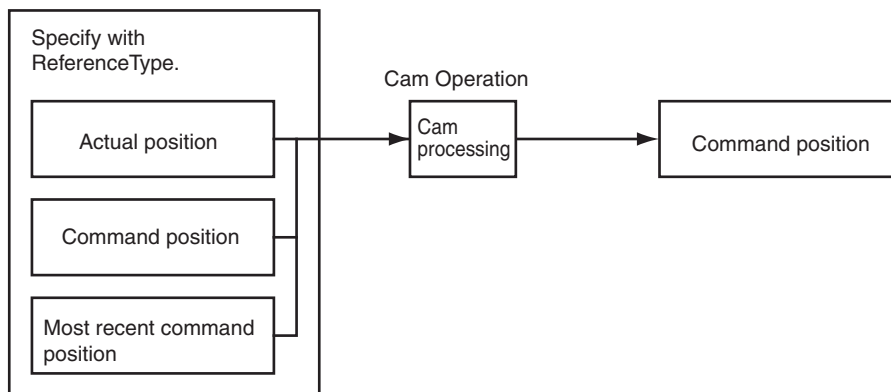 Specify with
ReferenceType.
Actual position
Command position
Most recent command
position
Cam Operation
Cam
processing
Command position